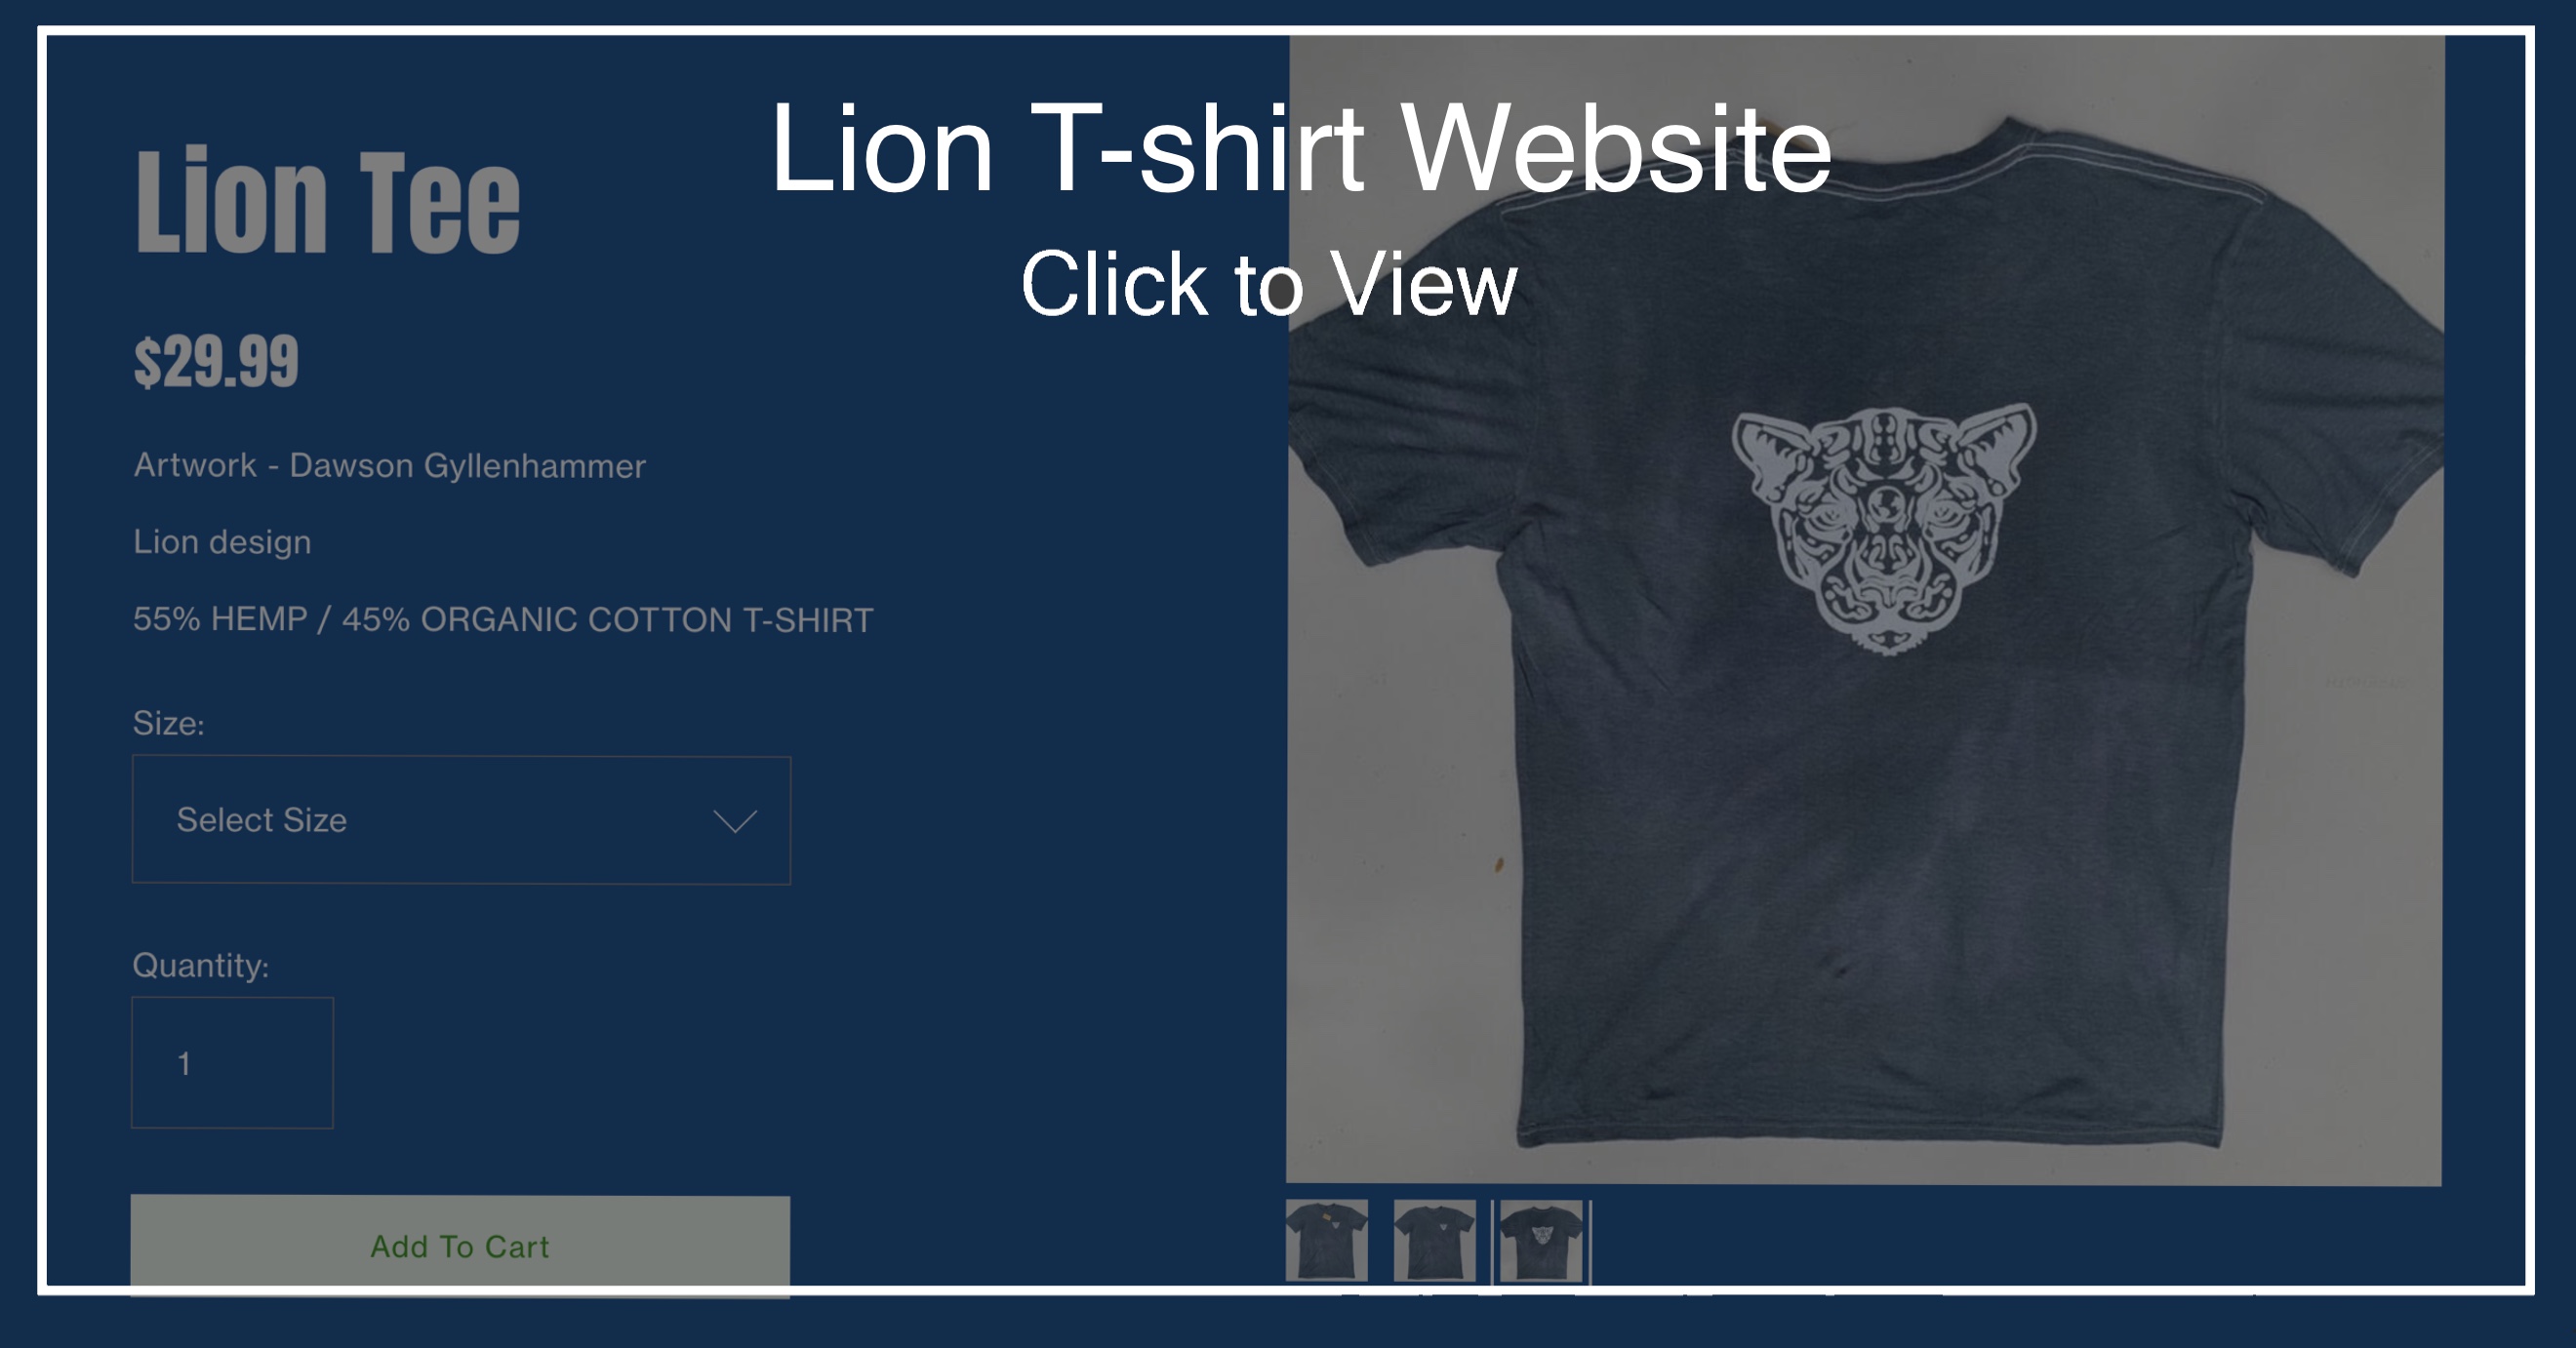 Lion T-shirt Website
Click to View
Lion Tee
$29.99
Artwork - Dawson Gyllenhammer
Lion design
55% HEMP / 45% ORGANIC COTTON T-SHIRT
Size:
Select Size
Quantity:
1
Add To Cart